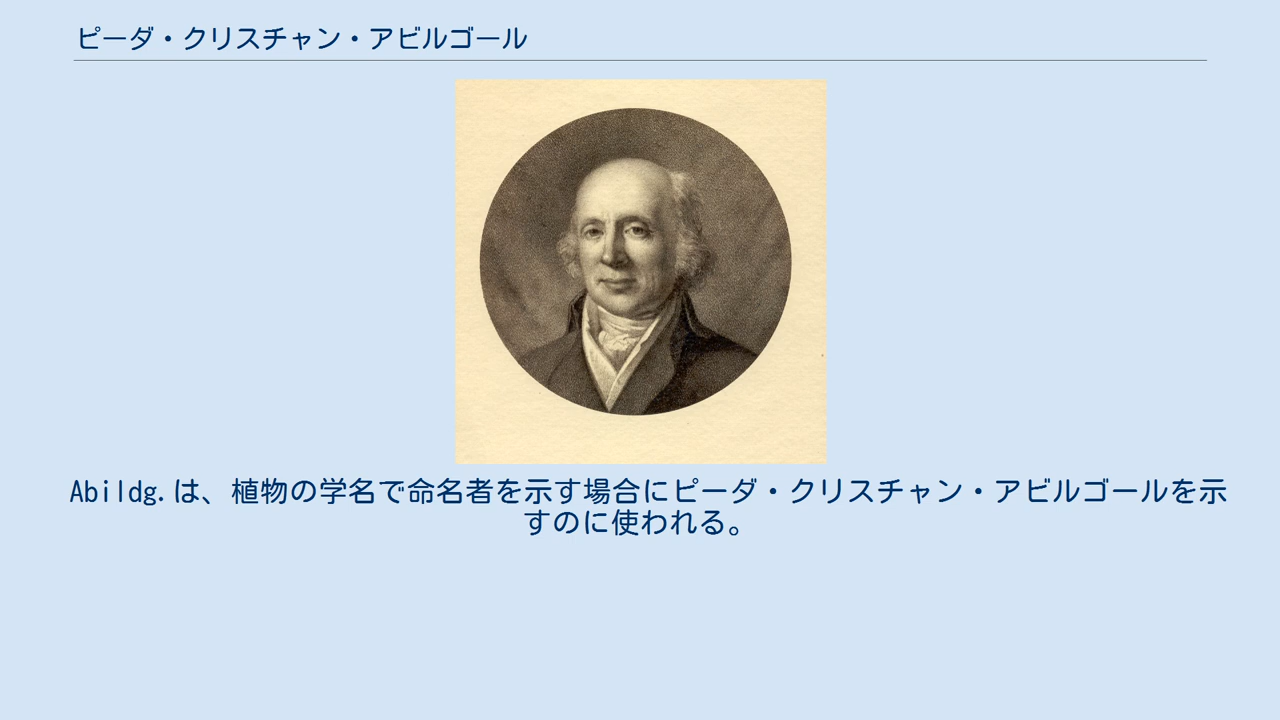 ピーダ・クリスチャン・アビルゴール
Abildg.は、植物の学名で命名者を示す場合にピーダ・クリスチャン・アビルゴールを示
すのに使われる。